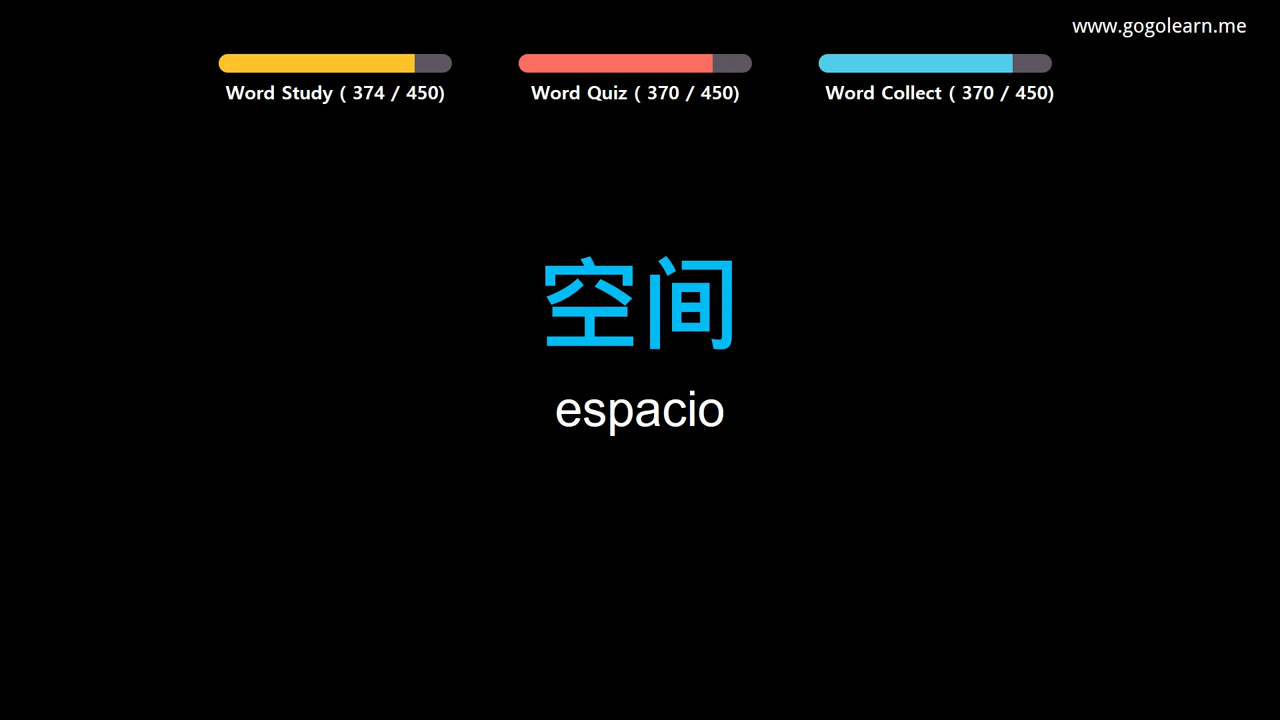 www.gogolearn.me
Word Study ( 374 / 450)
Word Quiz ( 370 / 450)
Word Collect ( 370 / 450)
空间
espacio